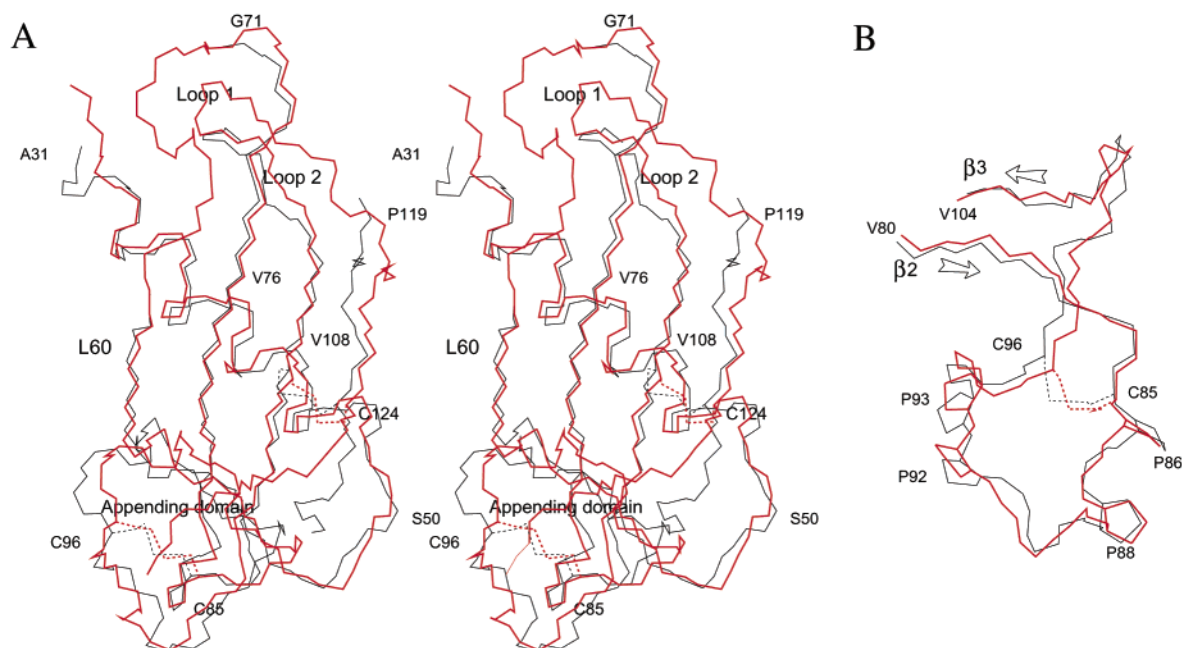 A
G71
G71
B
Loop 1
Loop 1
A31
A31
β3
Loop 2
Loop 2
V104
P119
P119
V80
V76
V76
β2
L60
V108
L60
V108
C96
C124
C124
C85
P93
P86
P92
Appending domain
Appending domain
S50
S50
C96
C96
P88
C85
C85